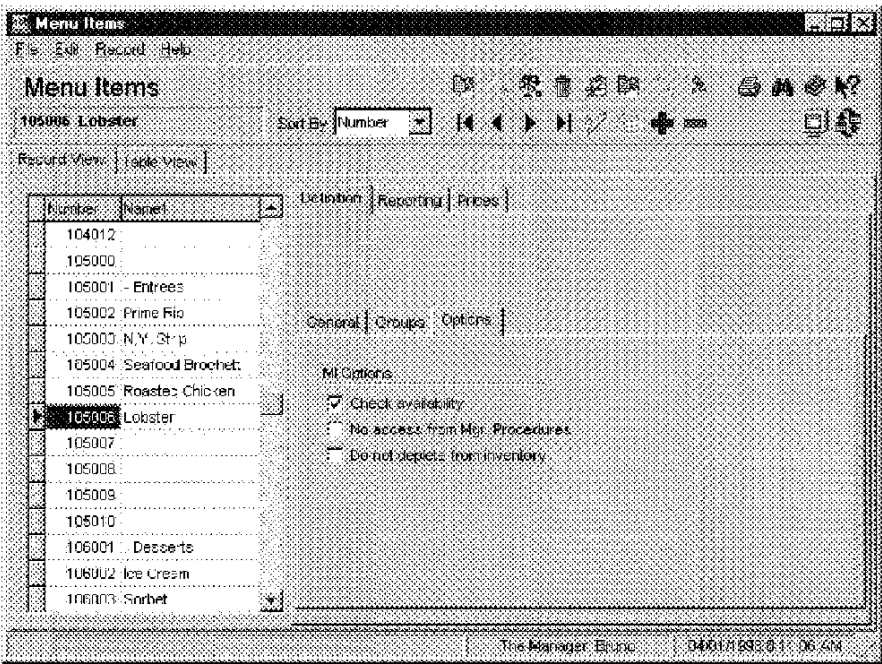 Menu Items
File Edit Record Help
Menu Items
105006 Lobster
Sort By Number
Record View Table View
Definition Reporting Prices
Number Name1
104012
105000
105001 - Entrees
105002 Prime Rib
105003 N.Y. Strip
105004 Seafood Brochett
105005 Roasted Chicken
105006 Lobster
105007
105008
105009
105010
106001 - Desserts
106002 Ice Cream
106003 Sorbet
General Groups Options
MI Options
Check availability
No access from Mgr. Procedures
Do not deplete from inventory
The Manager, Bruno
AM